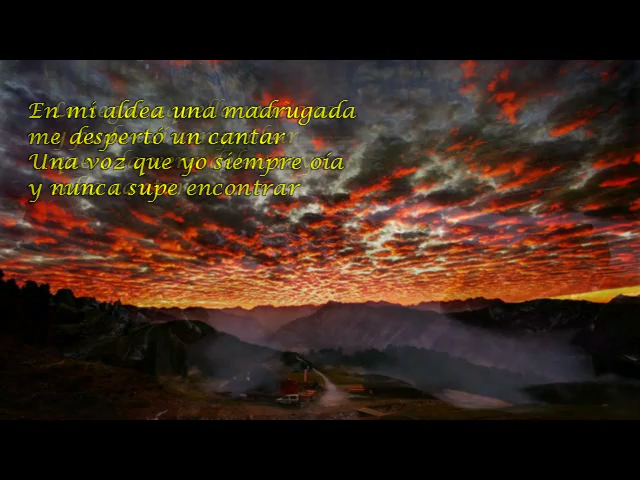 En mi aldea una madrugada
me despertó un cantar
Una voz que yo siempre oía
y nunca supe encontrar